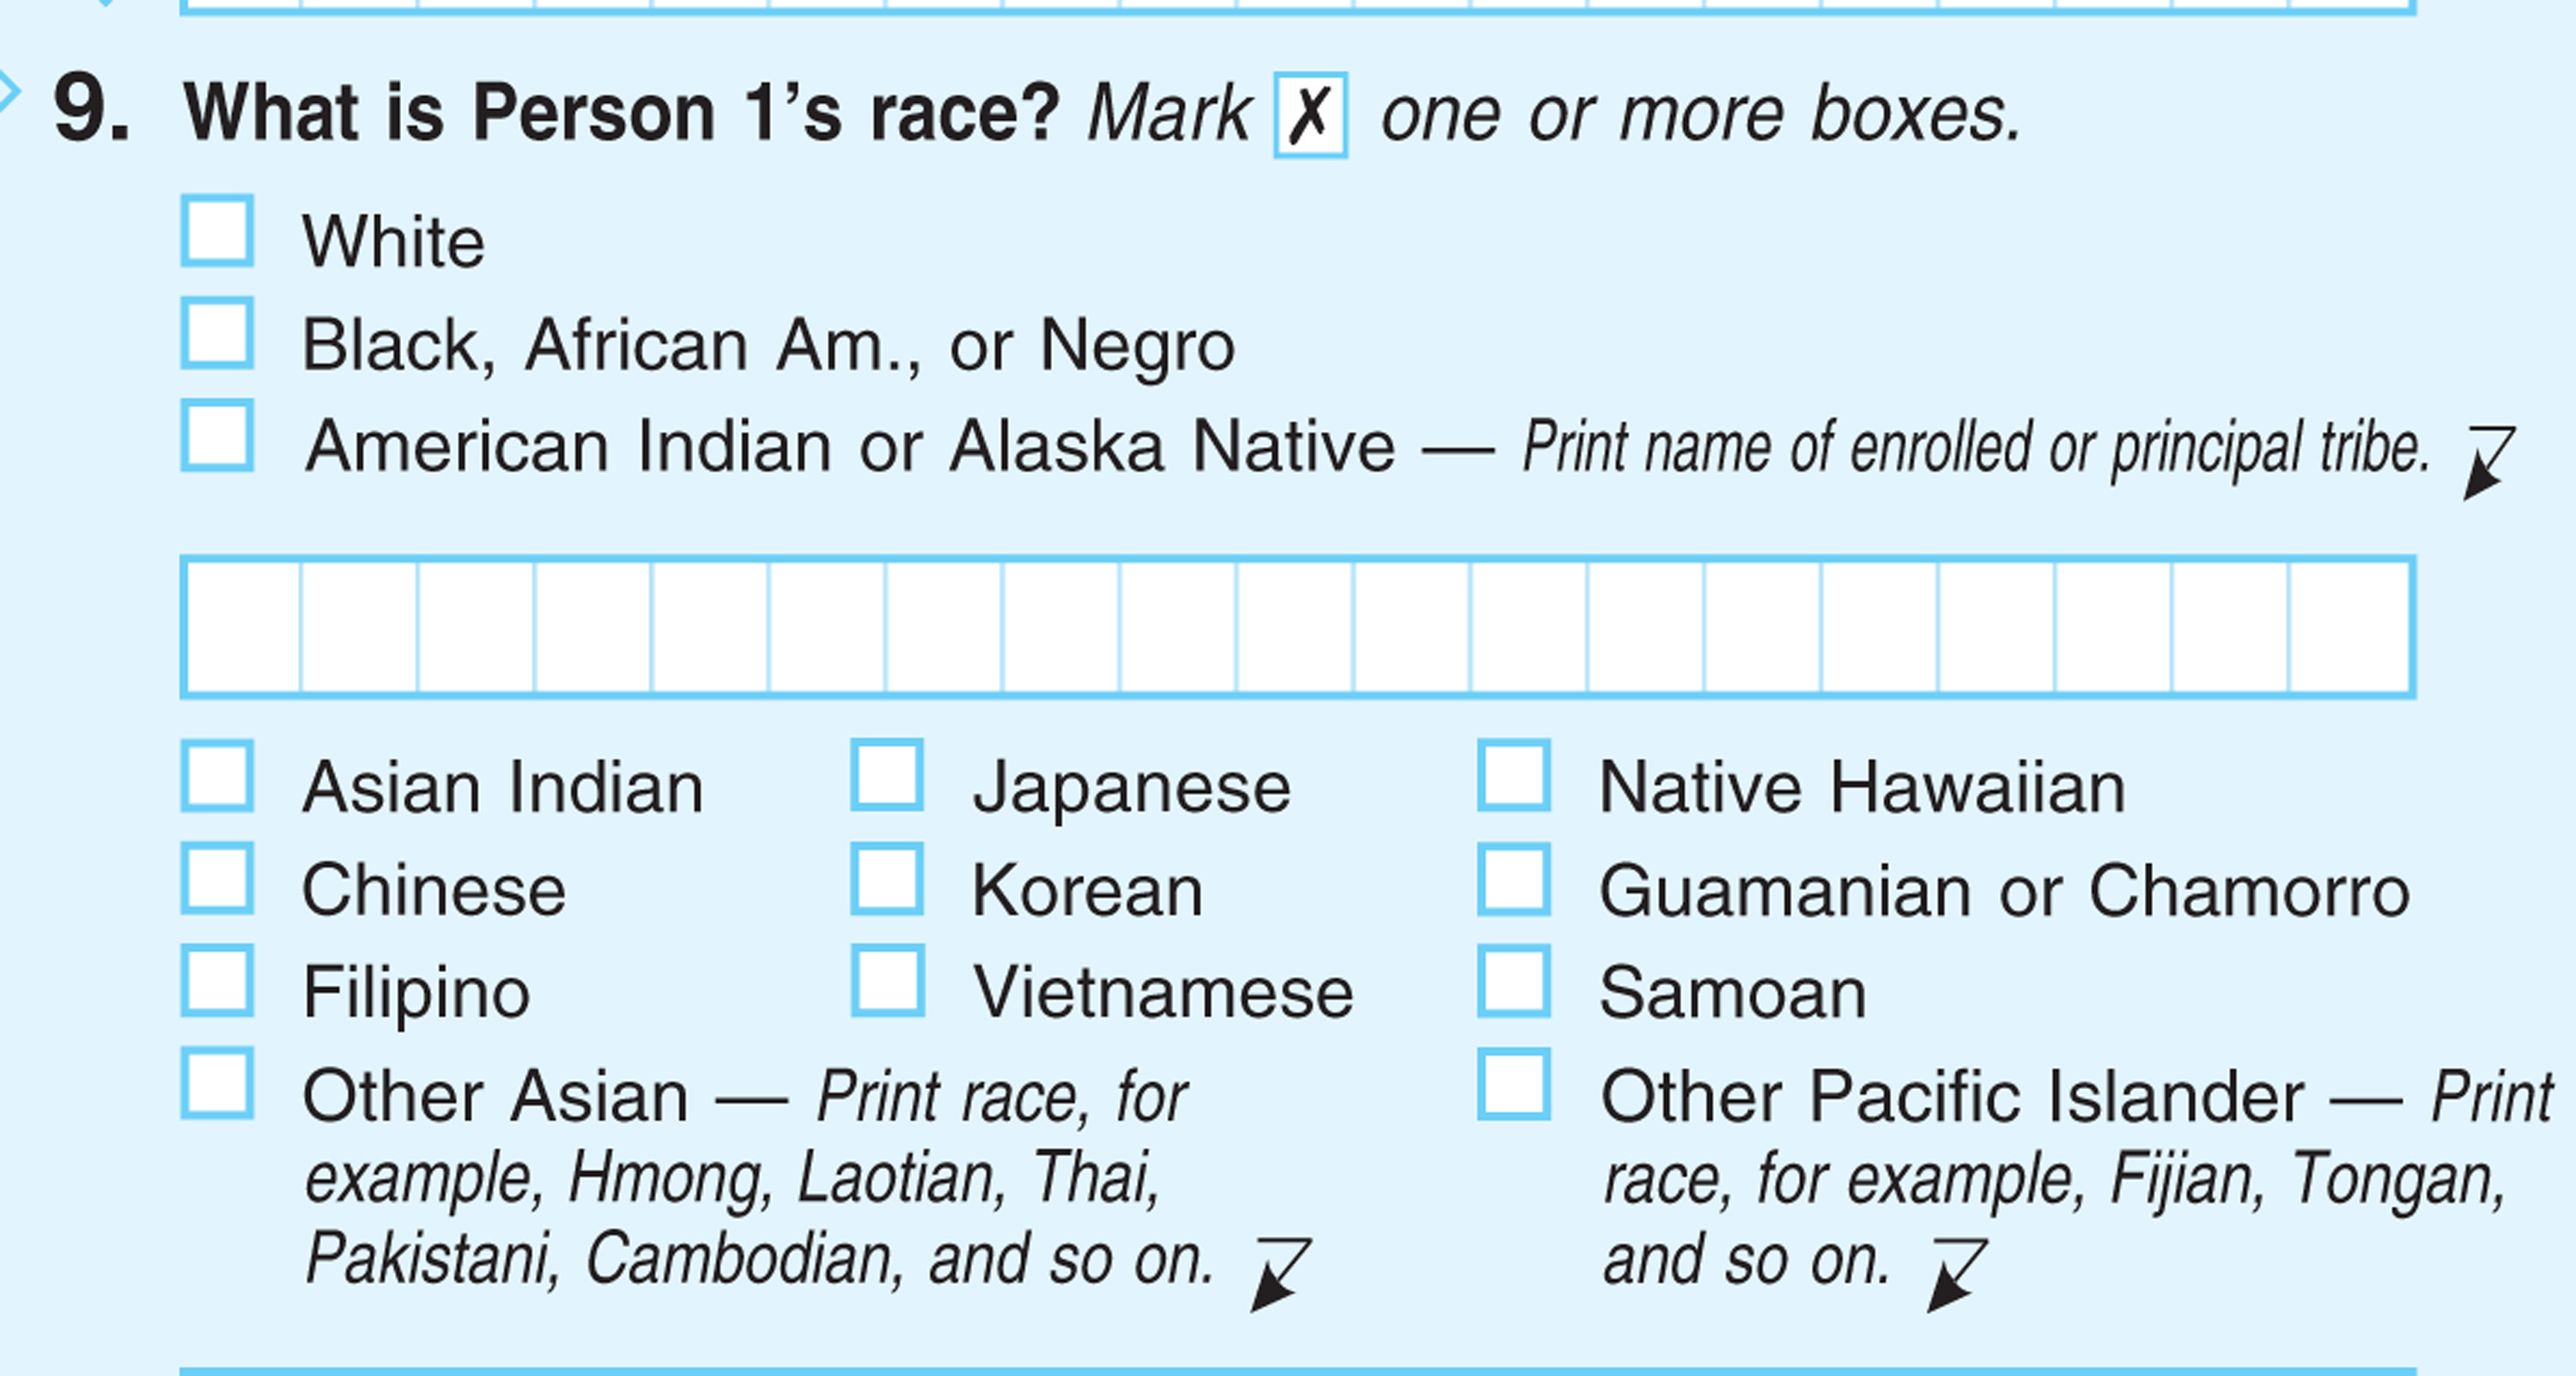 9. What is Person 1’s race? Mark ✗ one or more boxes.
White
Black, African Am., or Negro
American Indian or Alaska Native — Print name of enrolled or principal tribe.
Asian Indian
Japanese
Native Hawaiian
Chinese
Korean
Guamanian or Chamorro
Filipino
Vietnamese
Samoan
Other Asian — Print race, for
example, Hmong, Laotian, Thai,
Pakistani, Cambodian, and so on.
Other Pacific Islander — Print
race, for example, Fijian, Tongan,
and so on.